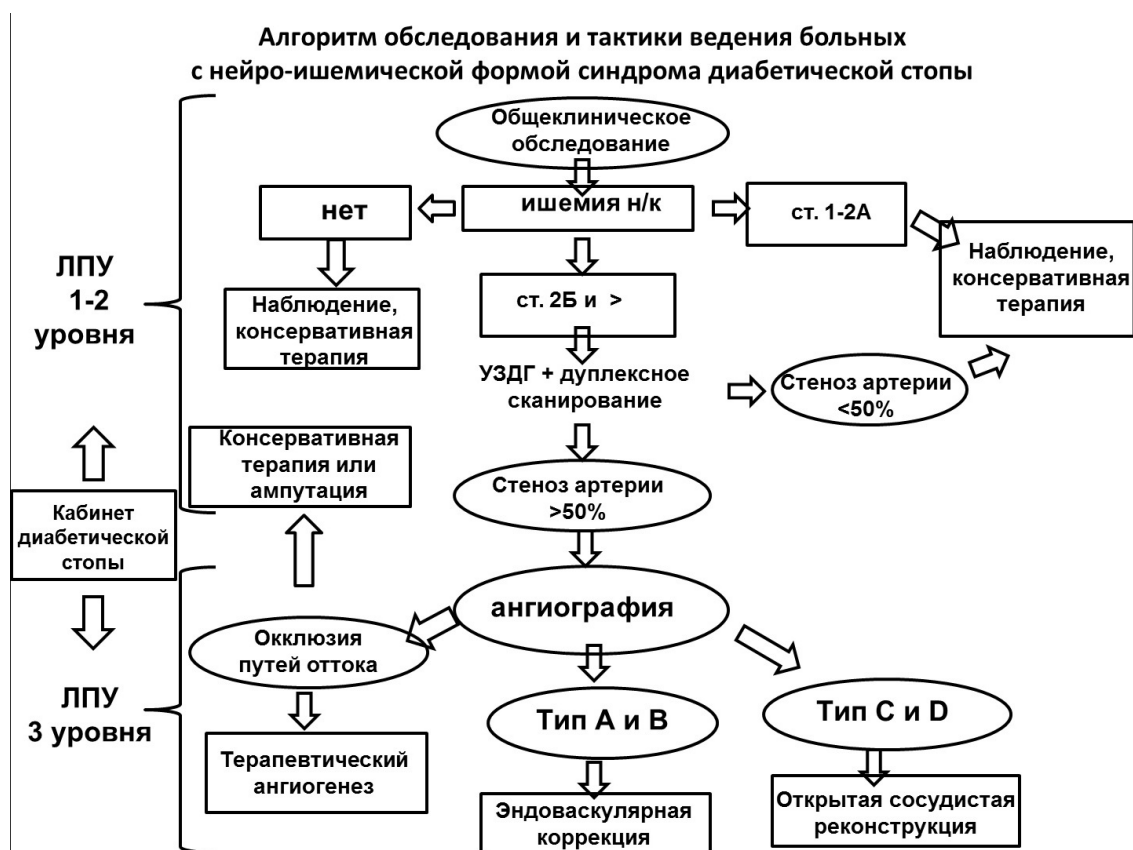 Алгоритм обследования и тактики ведения больных
с нейро-ишемической формой синдрома диабетической стопы
Общеклиническое
обследование
нет
ишемия н/к
ст. 1-2А
ЛПУ
1-2
уровня
Наблюдение,
консервативная
терапия
ст. 2Б и >
Наблюдение,
консервативная
терапия
УЗДГ + дуплексное
сканирование
Стеноз артерии
<50%
Консервативная
терапия или
ампутация
Стеноз артерии
>50%
Кабинет
диабетической
стопы
ангиография
Окклюзия
путей оттока
ЛПУ
3 уровня
Тип А и В
Тип С и D
Терапевтический
ангиогенез
Эндоваскулярная
коррекция
Открытая сосудистая
реконструкция